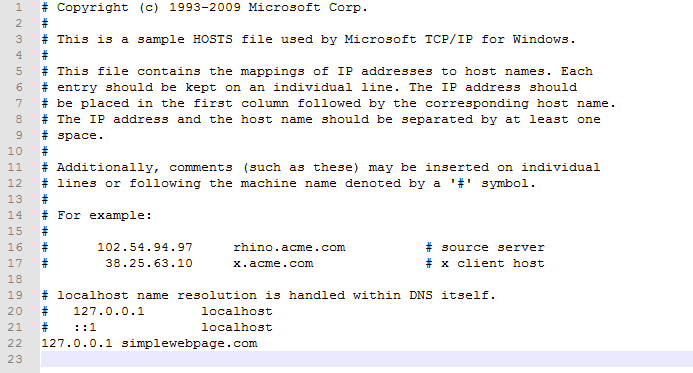 1 # Copyright (c) 1993-2009 Microsoft Corp.
2 #
3 # This is a sample HOSTS file used by Microsoft TCP/IP for Windows.
4 #
5 # This file contains the mappings of IP addresses to host names. Each
6 # entry should be kept on an individual line. The IP address should
7 # be placed in the first column followed by the corresponding host name.
8 # The IP address and the host name should be separated by at least one
9 # space.
10 #
11 # Additionally, comments (such as these) may be inserted on individual
12 # lines or following the machine name denoted by a '#' symbol.
13 #
14 # For example:
15 #
16 #      102.54.94.97     rhino.acme.com          # source server
17 #       38.25.63.10     x.acme.com              # x client host
18
19 # localhost name resolution is handled within DNS itself.
20 #   127.0.0.1       localhost
21 #   ::1             localhost
22 127.0.0.1 simplewebpage.com
23